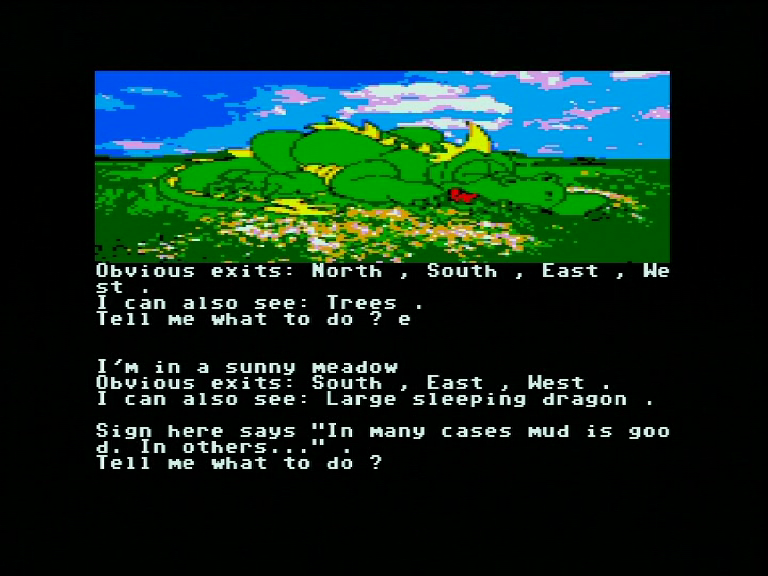 Obvious exits: North , South , East , We
st .
I can also see: Trees .
Tell me what to do ? e
I'm in a sunny meadow
Obvious exits: South , East , West .
I can also see: Large sleeping dragon .
Sign here says "In many cases mud is goo
d. In others..." .
Tell me what to do ?